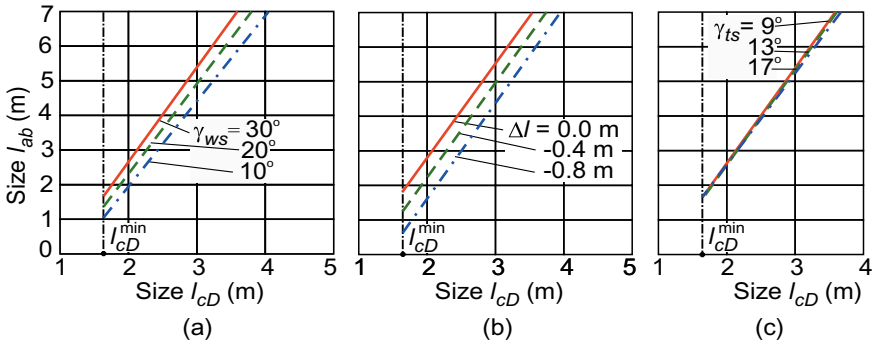 Size l_ab (m)
7
6
5
4
3
2
1
0
γ_ws = 30°
20°
10°
l_cD^min
1 2 3 4 5
Size l_cD (m)
(a)
Δl = 0.0 m
-0.4 m
-0.8 m
l_cD^min
1 2 3 4 5
Size l_cD (m)
(b)
γ_ts = 9°
13°
17°
l_cD^min
1 2 3 4
Size l_cD (m)
(c)